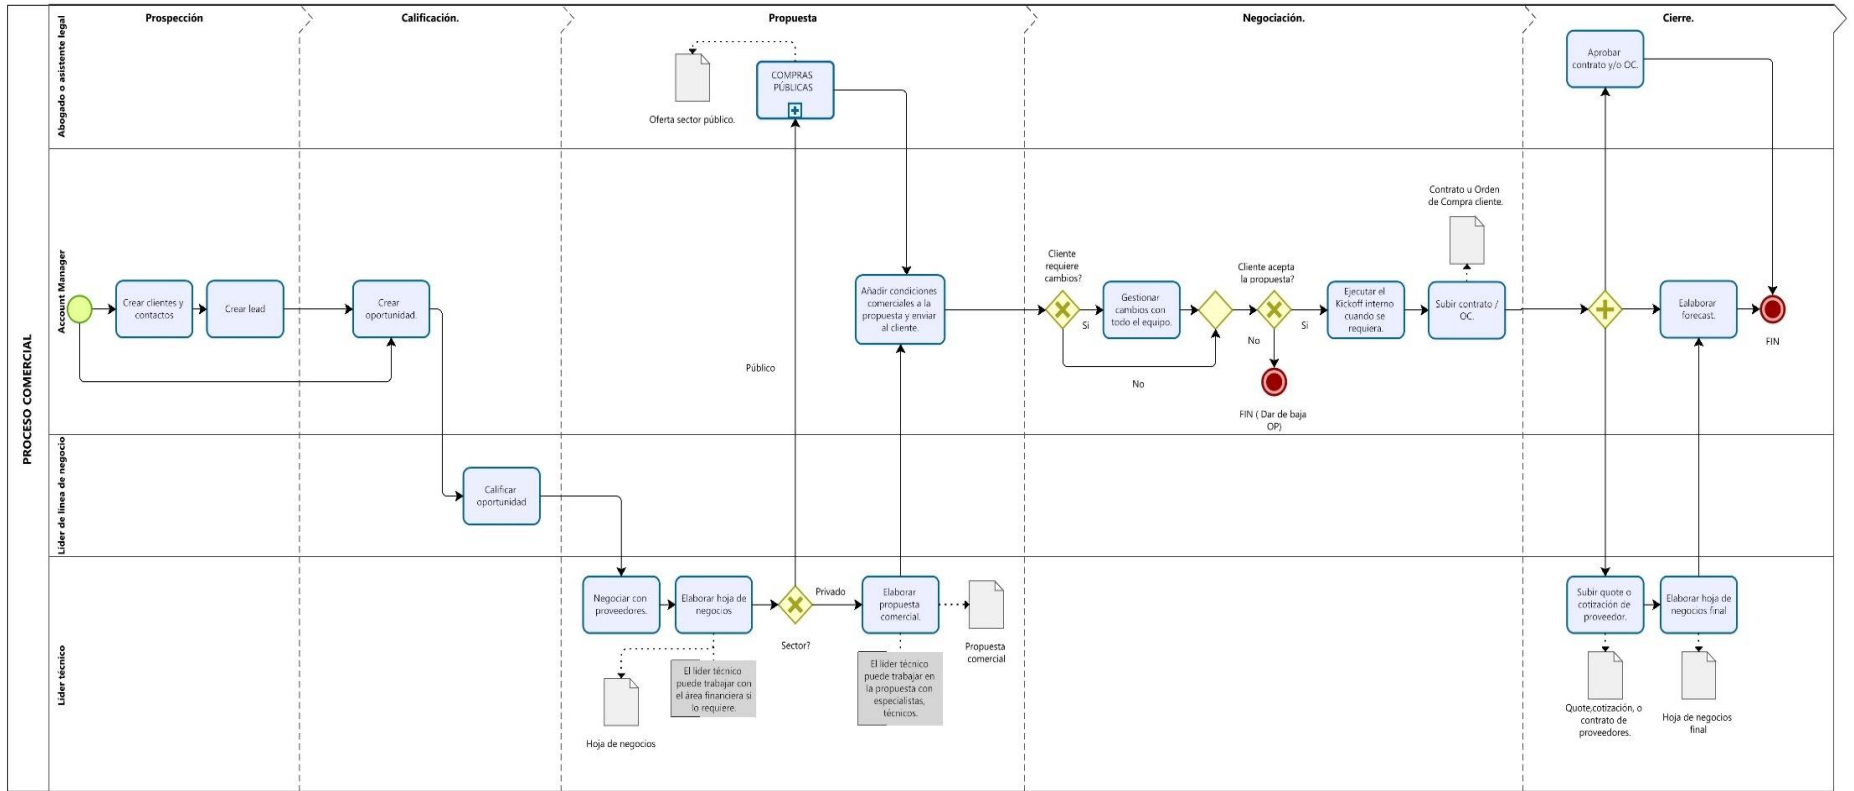 Prospección
Calificación.
Propuesta
Negociación.
Cierre.
PROCESO COMERCIAL
Abogado o asistente legal
Oferta sector público.
COMPRAS
PÚBLICAS
Aprobar
contrato y/o OC.
Account Manager
Crear clientes y
contactos
Crear lead
Crear
oportunidad.
Público
Añadir condiciones
comerciales a la
propuesta y enviar
al cliente.
Cliente
requiere
cambios?
Si
No
Gestionar
cambios con
todo el equipo.
Cliente acepta
la propuesta?
Si
No
FIN ( Dar de baja
OP)
Ejecutar el
Kickoff interno
cuando se
requiera.
Contrato u Orden
de Compra cliente.
Subir contrato /
OC.
Ealaborar
forecast.
FIN
Líder de línea de negocio
Calificar
oportunidad
Líder técnico
Negociar con
proveedores.
Elaborar hoja de
negocios
Hoja de negocios
El líder técnico
puede trabajar con
el área financiera si
lo requiere.
Sector?
Privado
Elaborar
propuesta
comercial.
Propuesta
comercial
El líder técnico
puede trabajar en
la propuesta con
especialistas,
técnicos.
Subir quote o
cotización de
proveedor.
Elaborar hoja de
negocios final
Quote,cotización, o
contrato de
proveedores.
Hoja de negocios
final